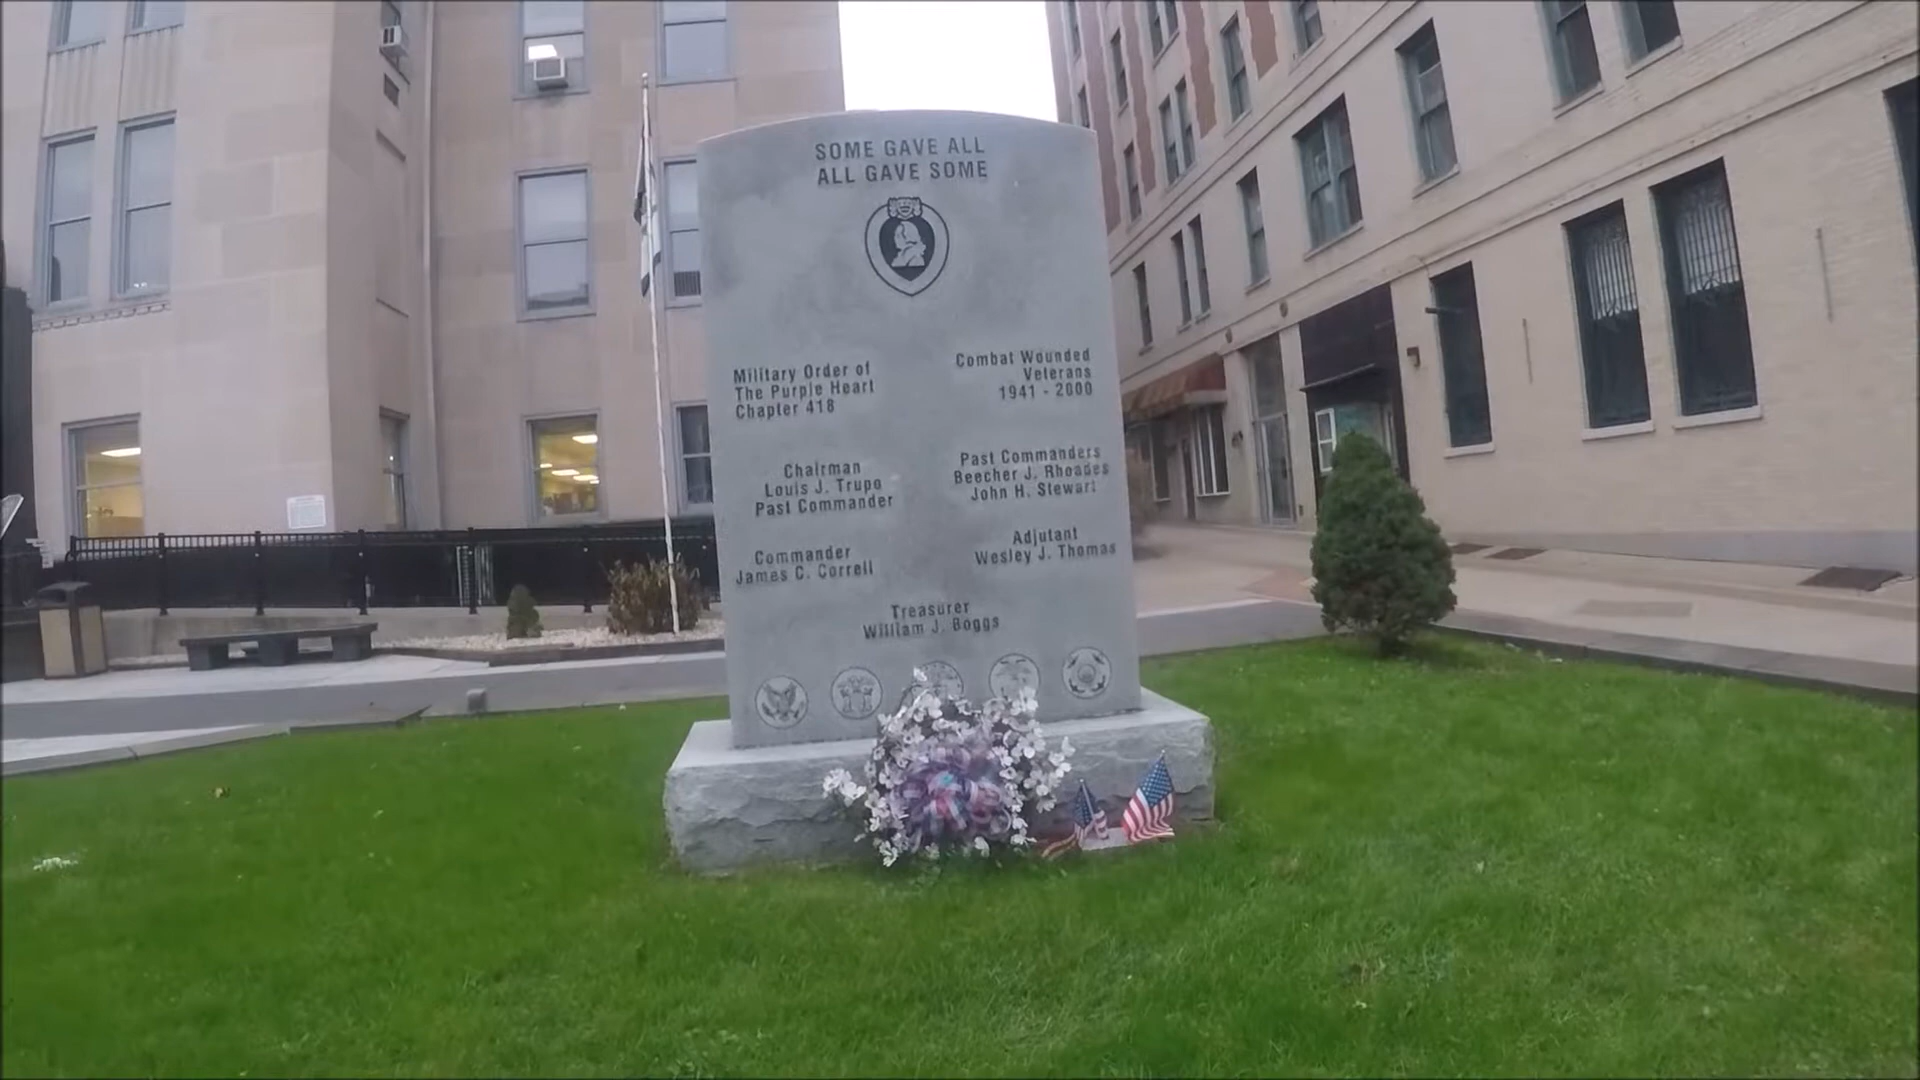 SOME GAVE ALL
ALL GAVE SOME
Military Order of
The Purple Heart
Chapter 418
Combat Wounded
Veterans
1941 - 2000
Chairman
Louis J. Trupo
Past Commander
Past Commanders
Beecher J. Rhoades
John H. Stewart
Commander
James C. Correll
Adjutant
Wesley J. Thomas
Treasurer
William J. Boggs